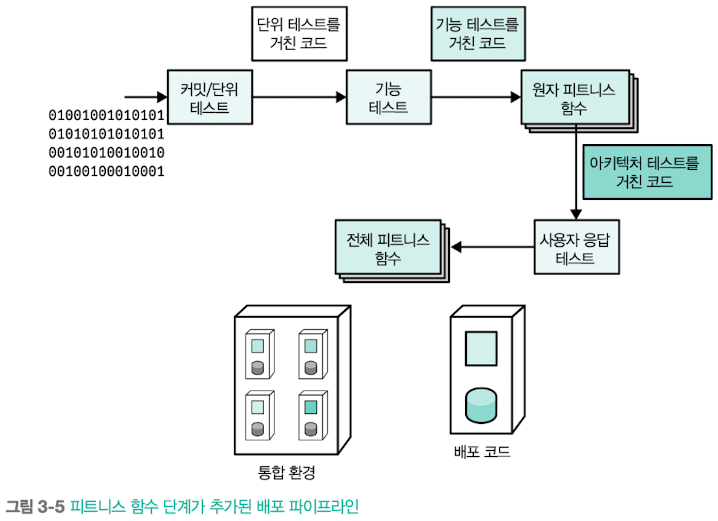 단위 테스트를
거친 코드
기능 테스트를
거친 코드
커밋/단위
테스트
기능
테스트
원자 피트니스
함수
01001001010101
01010101010101
00101010010010
00100100010001
아키텍처 테스트를
거친 코드
전체 피트니스
함수
사용자 응답
테스트
통합 환경
배포 코드
그림 3-5 피트니스 함수 단계가 추가된 배포 파이프라인